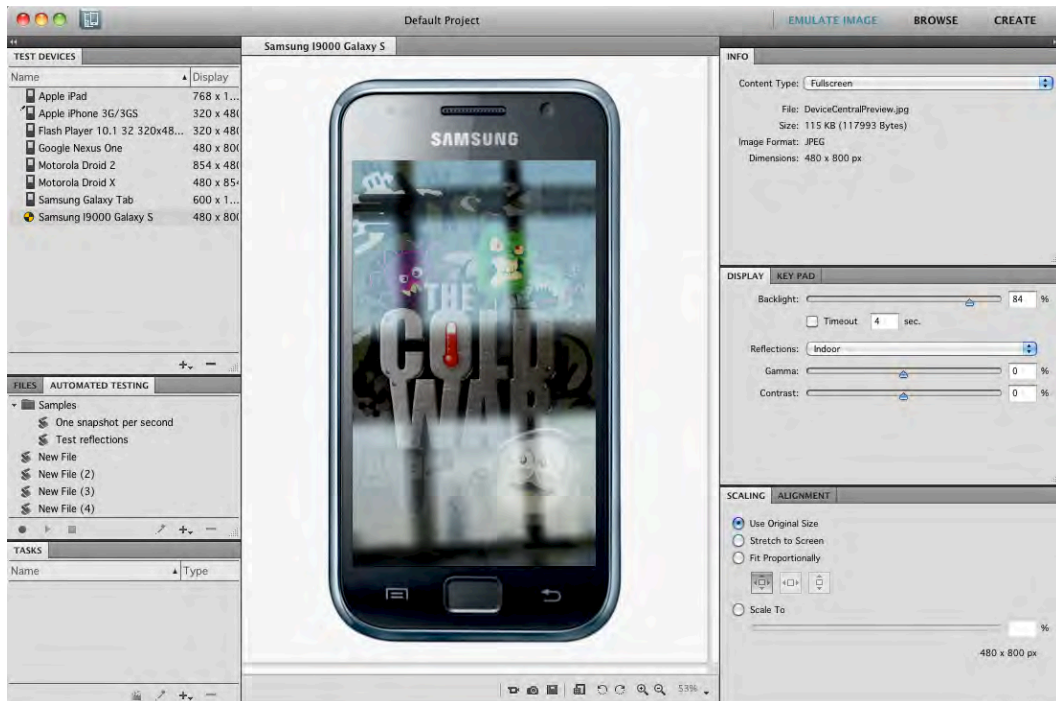 Default Project
EMULATE IMAGE
BROWSE
CREATE
TEST DEVICES
Name
Display
Apple iPad
768 x 1...
Apple iPhone 3G/3GS
320 x 480
Flash Player 10.1 32 320x48...
320 x 480
Google Nexus One
480 x 800
Motorola Droid 2
854 x 480
Motorola Droid X
480 x 854
Samsung Galaxy Tab
600 x 1...
Samsung I9000 Galaxy S
480 x 800
FILES
AUTOMATED TESTING
Samples
One snapshot per second
Test reflections
New File
New File (2)
New File (3)
New File (4)
TASKS
Name
Type
Samsung I9000 Galaxy S
SAMSUNG
THE
COLD
WAR
53%
INFO
Content Type: Fullscreen
File: DeviceCentralPreview.jpg
Size: 115 KB (117993 Bytes)
Image Format: JPEG
Dimensions: 480 x 800 px
DISPLAY
KEY PAD
Backlight: 84 %
Timeout 4 sec.
Reflections: Indoor
Gamma: 0 %
Contrast: 0 %
SCALING
ALIGNMENT
Use Original Size
Stretch to Screen
Fit Proportionally
Scale To
%
480 x 800 px